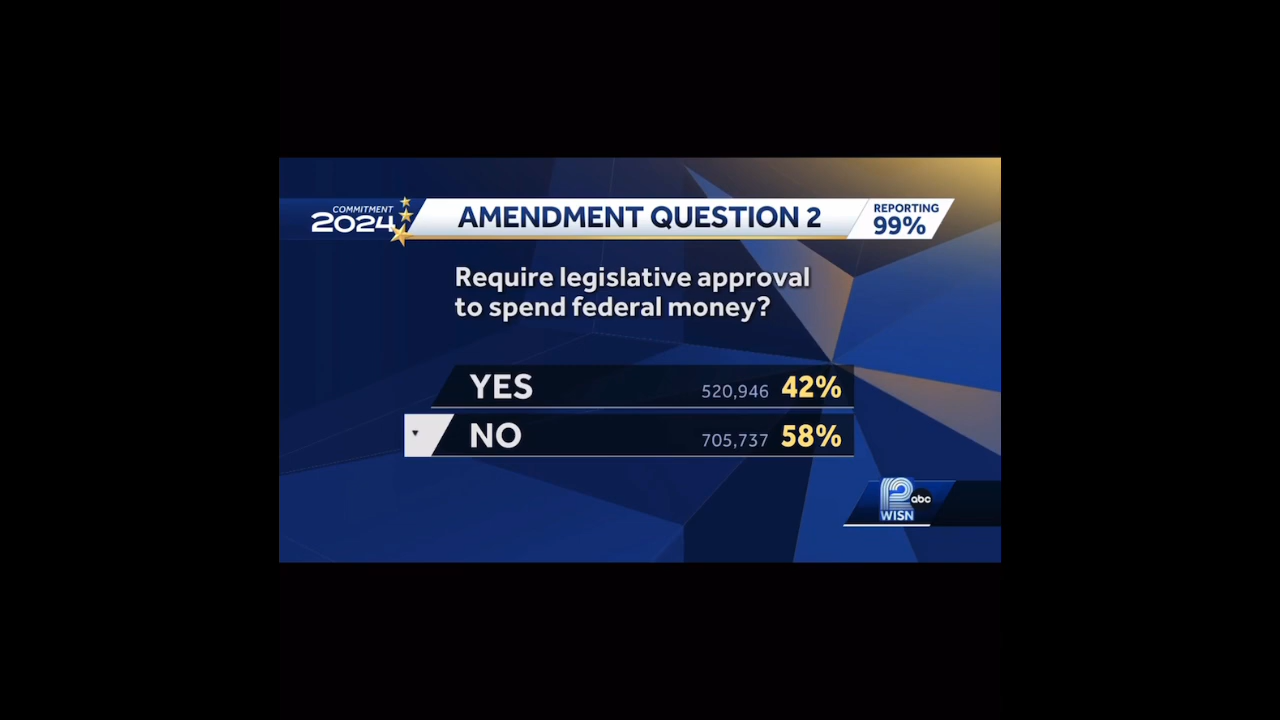 COMMITMENT
2024
AMENDMENT QUESTION 2
REPORTING
99%
Require legislative approval
to spend federal money?
YES 520,946 42%
NO 705,737 58%
12 abc
WISN